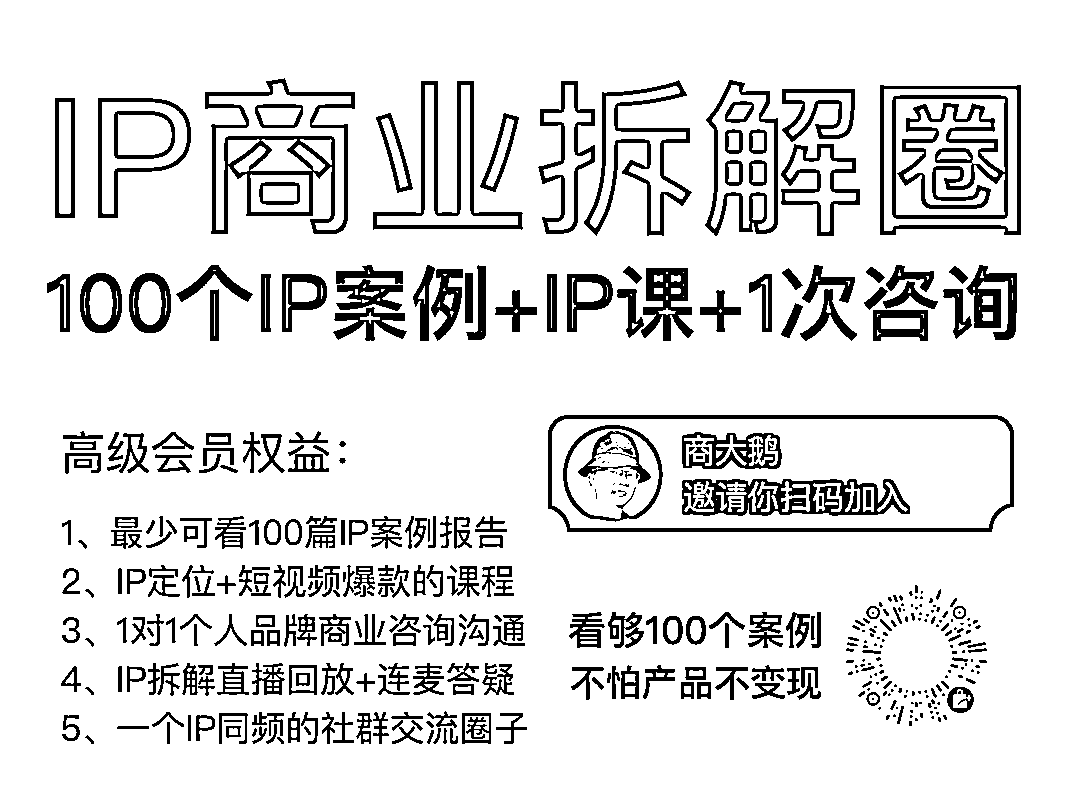 IP商业拆解圈
100个IP案例+IP课+1次咨询
高级会员权益：
1、最少可看100篇IP案例报告
2、IP定位+短视频爆款的课程
3、1对1个人品牌商业咨询沟通
4、IP拆解直播回放+连麦答疑
5、一个IP同频的社群交流圈子
商大鹅
邀请你扫码加入
看够100个案例
不怕产品不变现